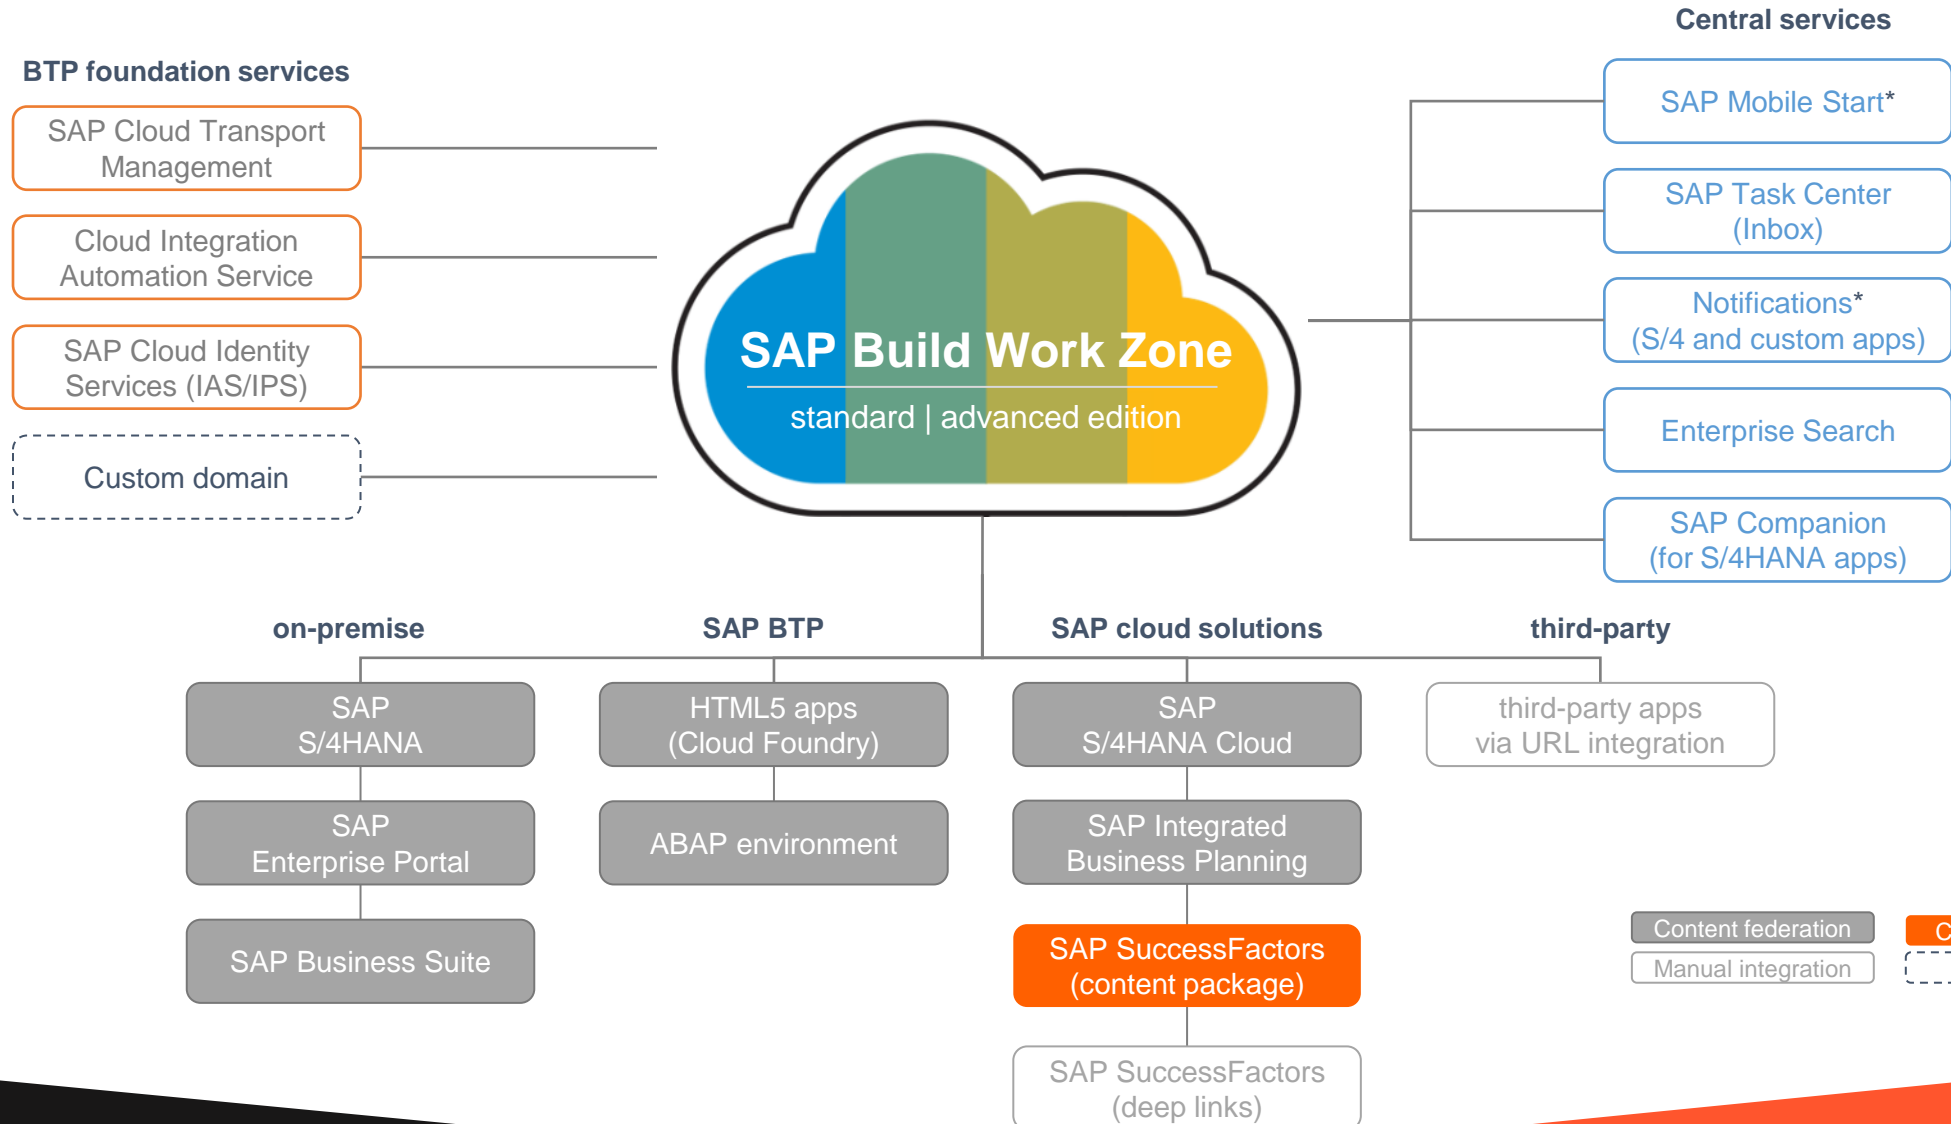 Central services
BTP foundation services
SAP Cloud Transport
Management
Cloud Integration
Automation Service
SAP Cloud Identity
Services (IAS/IPS)
Custom domain
SAP Build Work Zone
standard | advanced edition
SAP Mobile Start*
SAP Task Center
(Inbox)
Notifications*
(S/4 and custom apps)
Enterprise Search
SAP Companion
(for S/4HANA apps)
on-premise
SAP
S/4HANA
SAP
Enterprise Portal
SAP Business Suite
SAP BTP
HTML5 apps
(Cloud Foundry)
ABAP environment
SAP cloud solutions
SAP
S/4HANA Cloud
SAP Integrated
Business Planning
SAP SuccessFactors
(content package)
SAP SuccessFactors
(deep links)
third-party
third-party apps
via URL integration
Content federation
Manual integration